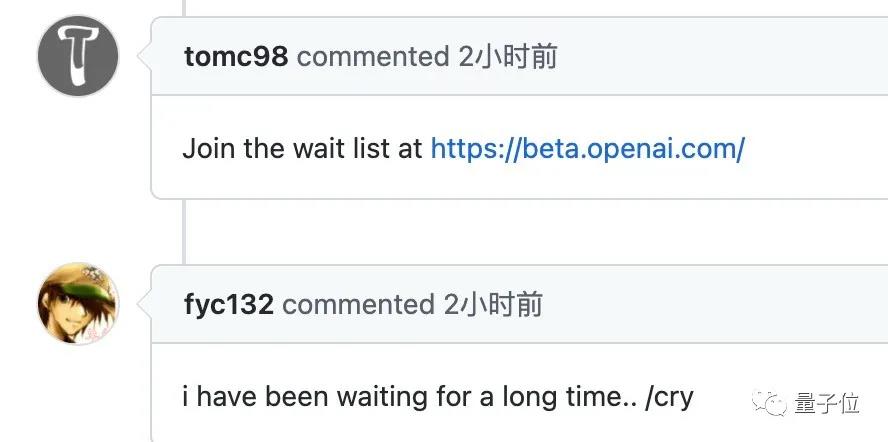 T
tomc98 commented 2小时前
Join the wait list at https://beta.openai.com/
fyc132 commented 2小时前
i have been waiting for a long time.. /cry
量子位